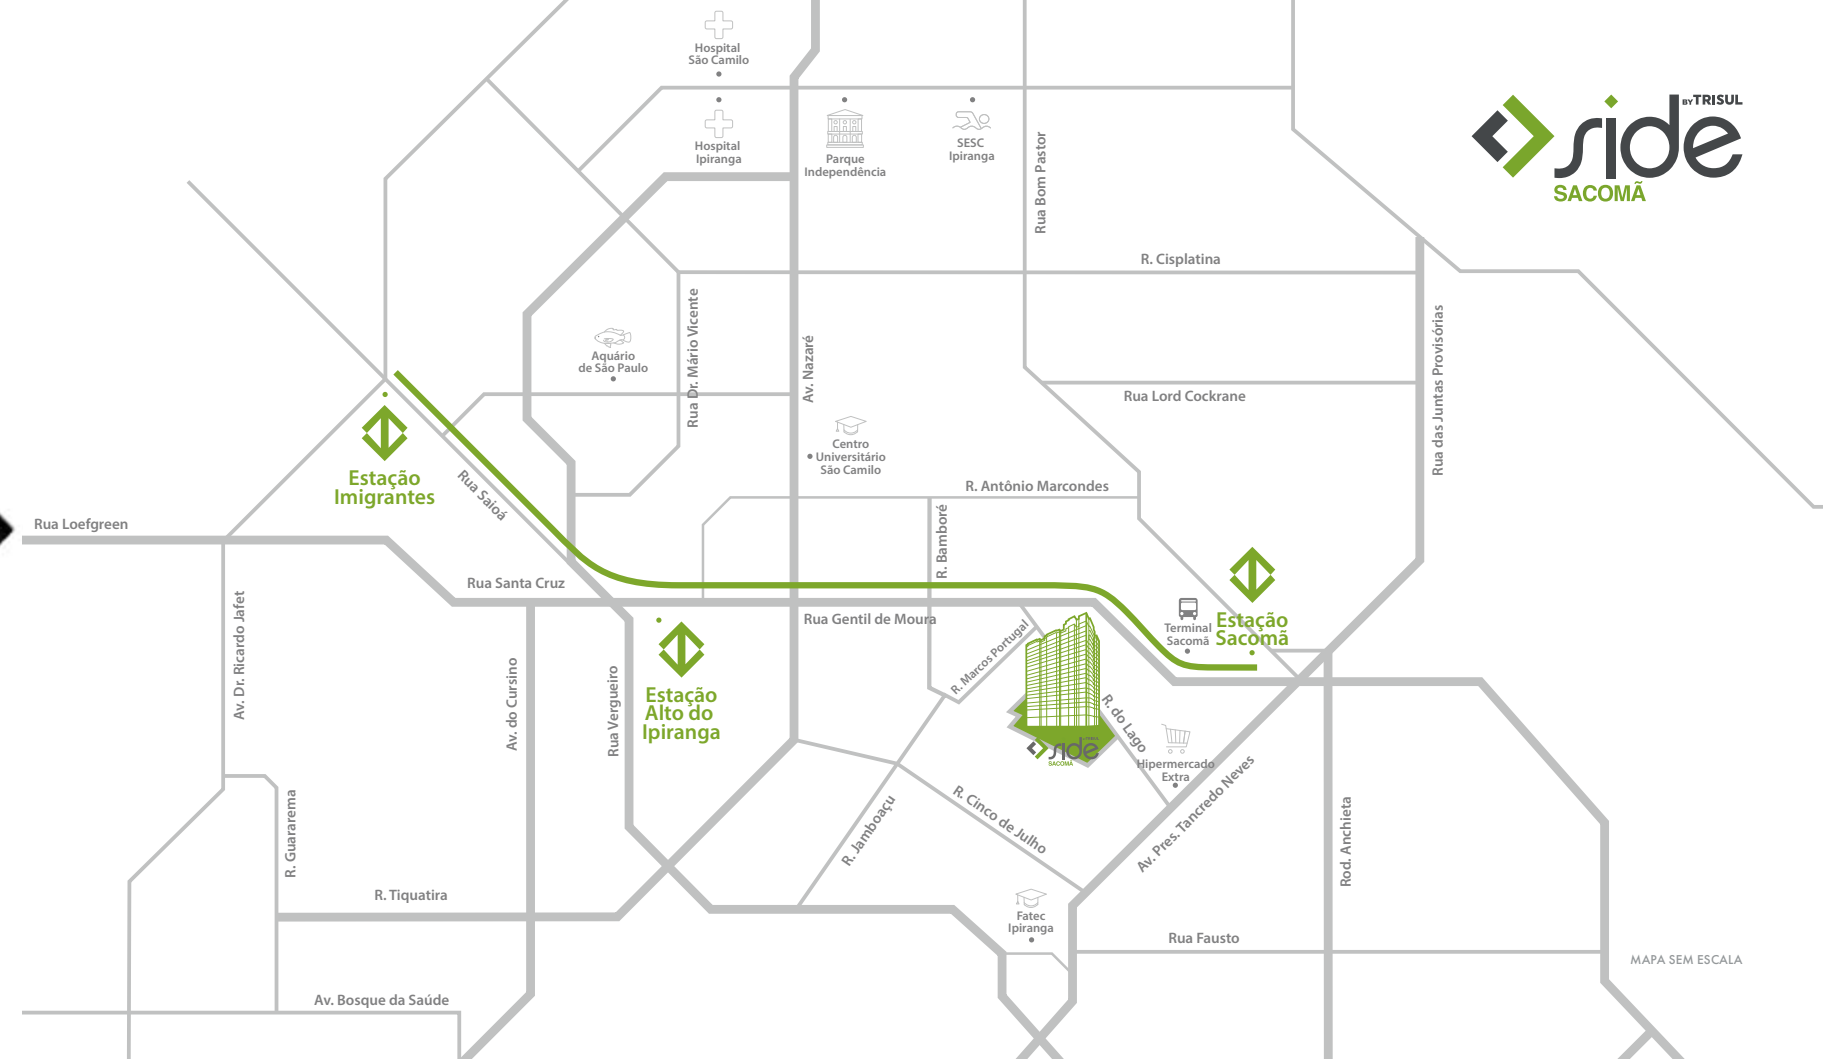 Hospital
São Camilo
Hospital
Ipiranga
Parque
Independência
SESC
Ipiranga
Rua Bom Pastor
BY TRISUL
side
SACOMÃ
R. Cisplatina
Rua Dr. Mário Vicente
Av. Nazaré
Rua das Juntas Provisórias
Aquário
de São Paulo
Rua Lord Cockrane
Centro
Universitário
São Camilo
Estação
Imigrantes
Rua Saioá
R. Antônio Marcondes
R. Bamboré
Rua Loefgreen
Rua Santa Cruz
Rua Gentil de Moura
Terminal
Sacomã
Estação
Sacomã
Av. Dr. Ricardo Jafet
Av. do Cursino
Rua Vergueiro
Estação
Alto do
Ipiranga
R. Marcos Portugal
R. do Lago
side
SACOMÃ
Hipermercado
Extra
Av. Pres. Tancredo Neves
R. Guararema
R. Jamboaçu
R. Cinco de Julho
Rod. Anchieta
R. Tiquatira
Fatec
Ipiranga
Rua Fausto
MAPA SEM ESCALA
Av. Bosque da Saúde